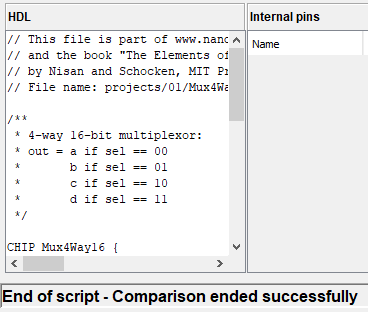 HDL
Internal pins
Name
// This file is part of www.nand
// and the book "The Elements of
// by Nisan and Schocken, MIT Pr
// File name: projects/01/Mux4Wa
/**
* 4-way 16-bit multiplexor:
* out = a if sel == 00
* b if sel == 01
* c if sel == 10
* d if sel == 11
*/
CHIP Mux4Way16 {
End of script - Comparison ended successfully